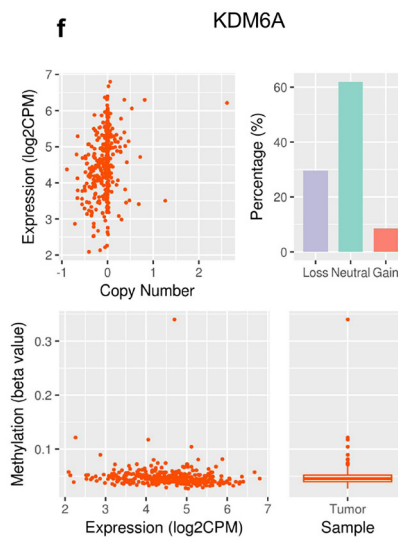 f
KDM6A
Expression (log2CPM)
7
6
5
4
3
2
-1
0
1
2
Copy Number
Percentage (%)
60
40
20
0
Loss Neutral Gain
Methylation (beta value)
0.3
0.1
2
3
4
5
6
7
Expression (log2CPM)
Tumor
Sample